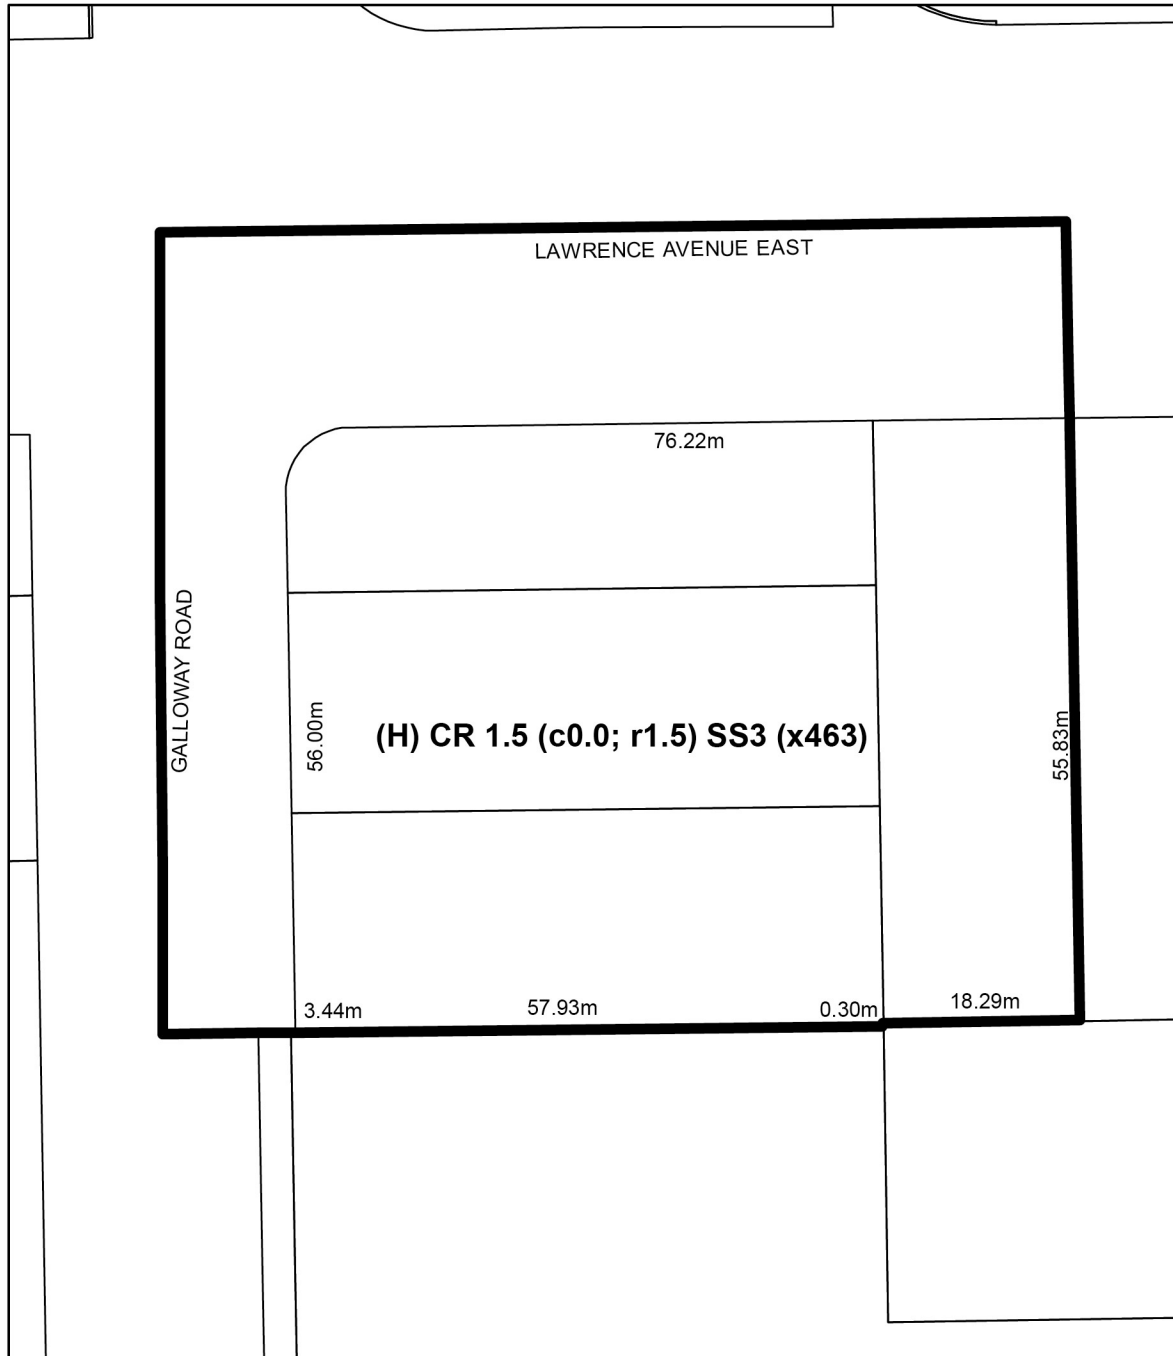 LAWRENCE AVENUE EAST
76.22m
GALLOWAY ROAD
56.00m
(H) CR 1.5 (c0.0; r1.5) SS3 (x463)
55.83m
3.44m
57.93m
0.30m
18.29m